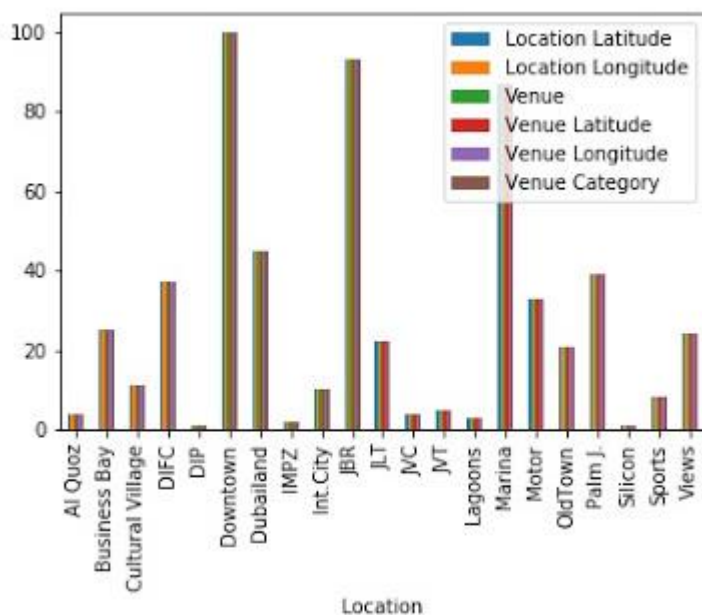 100
80
60
40
20
0
Location Latitude
Location Longitude
Venue
Venue Latitude
Venue Longitude
Venue Category
Al Quoz
Business Bay
Cultural Village
DIFC
DIP
Downtown
Dubailand
IMPZ
Int.City
JBR
JLT
JVC
JVT
Lagoons
Marina
Motor
OldTown
Palm J.
Silicon
Sports
Views
Location